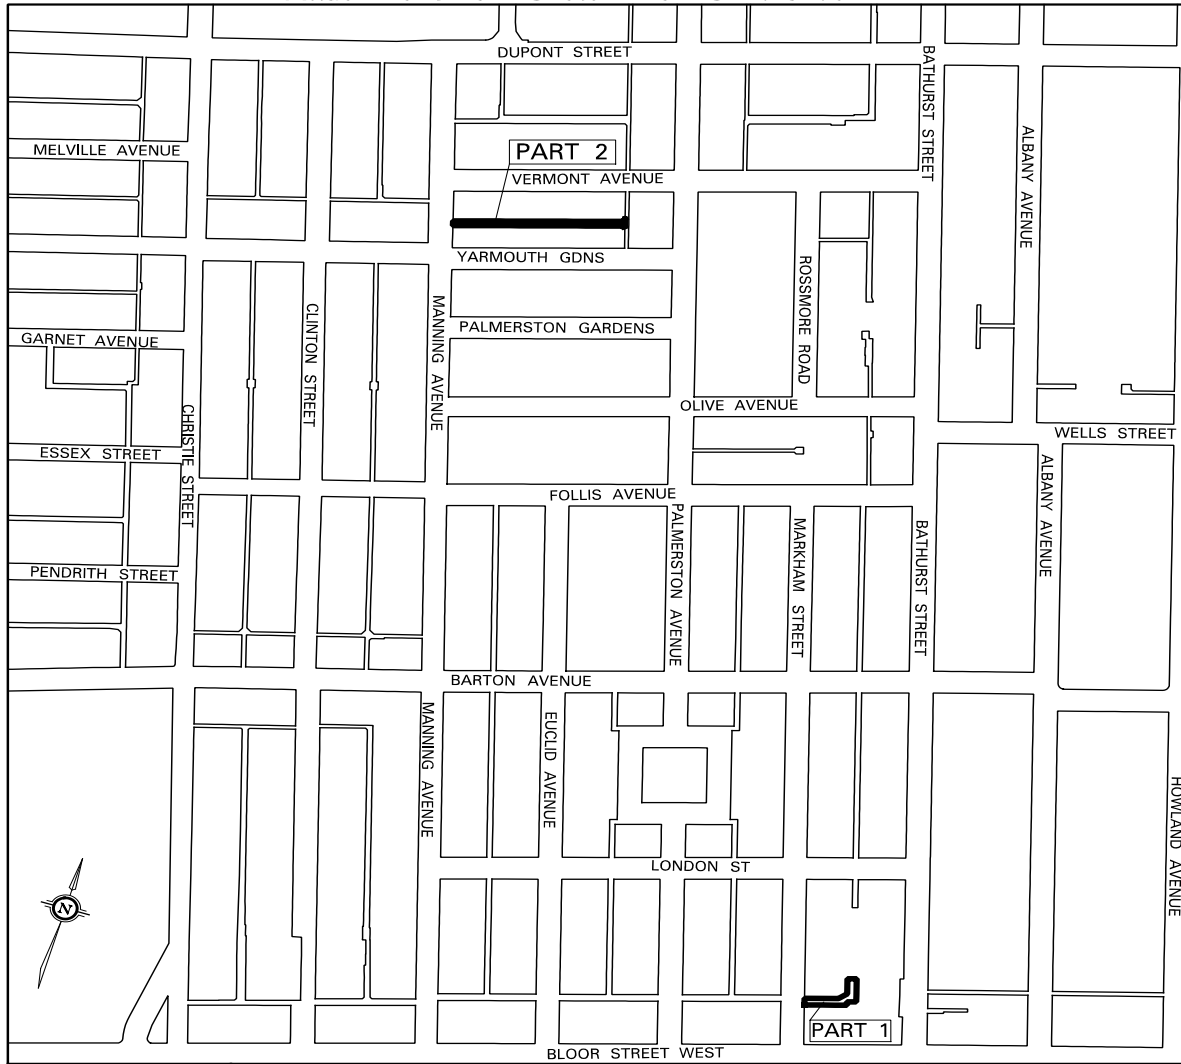 DUPONT STREET
BATHURST STREET
ALBANY AVENUE
MELVILLE AVENUE
PART 2
VERMONT AVENUE
YARMOUTH GDNS
ROSSMORE ROAD
CLINTON STREET
MANNING AVENUE
PALMERSTON GARDENS
GARNET AVENUE
OLIVE AVENUE
CHRISTIE STREET
WELLS STREET
ESSEX STREET
ALBANY AVENUE
FOLLIS AVENUE
PALMERSTON AVENUE
MARKHAM STREET
BATHURST STREET
PENDRITH STREET
BARTON AVENUE
MANNING AVENUE
EUCLID AVENUE
HOWLAND AVENUE
LONDON ST
N
PART 1
BLOOR STREET WEST